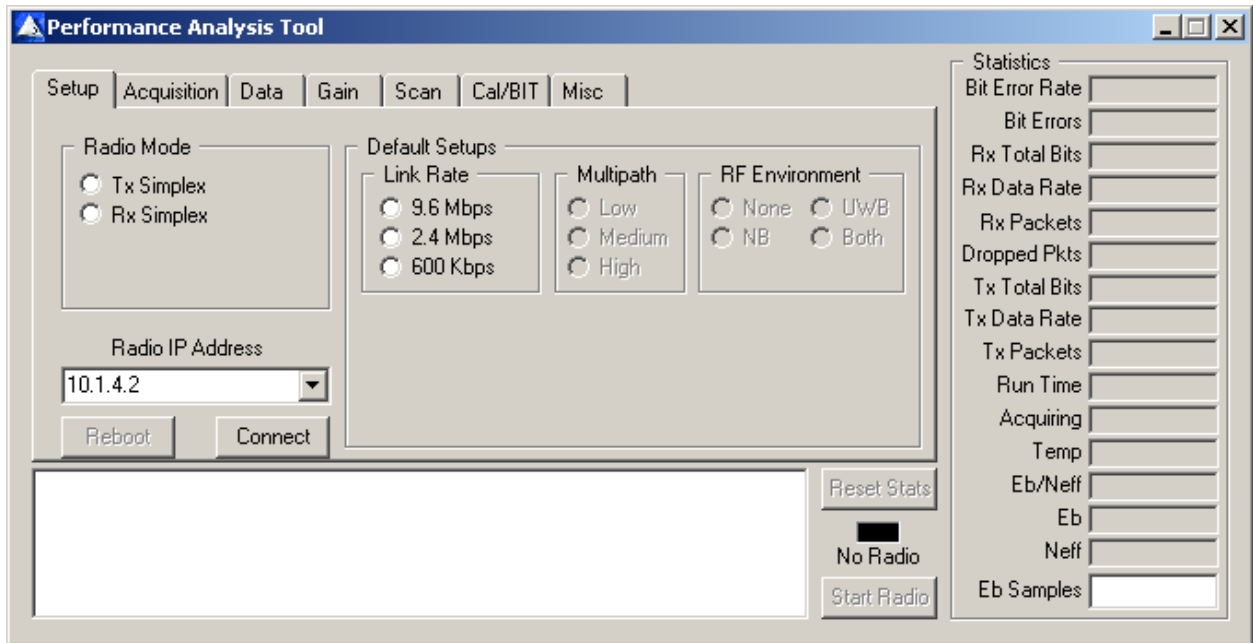 Performance Analysis Tool
Setup
Acquisition
Data
Gain
Scan
Cal/BIT
Misc
Radio Mode
Tx Simplex
Rx Simplex
Radio IP Address
10.1.4.2
Reboot
Connect
Default Setups
Link Rate
9.6 Mbps
2.4 Mbps
600 Kbps
Multipath
Low
Medium
High
RF Environment
None
UWB
NB
Both
Reset Stats
No Radio
Start Radio
Statistics
Bit Error Rate
Bit Errors
Rx Total Bits
Rx Data Rate
Rx Packets
Dropped Pkts
Tx Total Bits
Tx Data Rate
Tx Packets
Run Time
Acquiring
Temp
Eb/Neff
Eb
Neff
Eb Samples